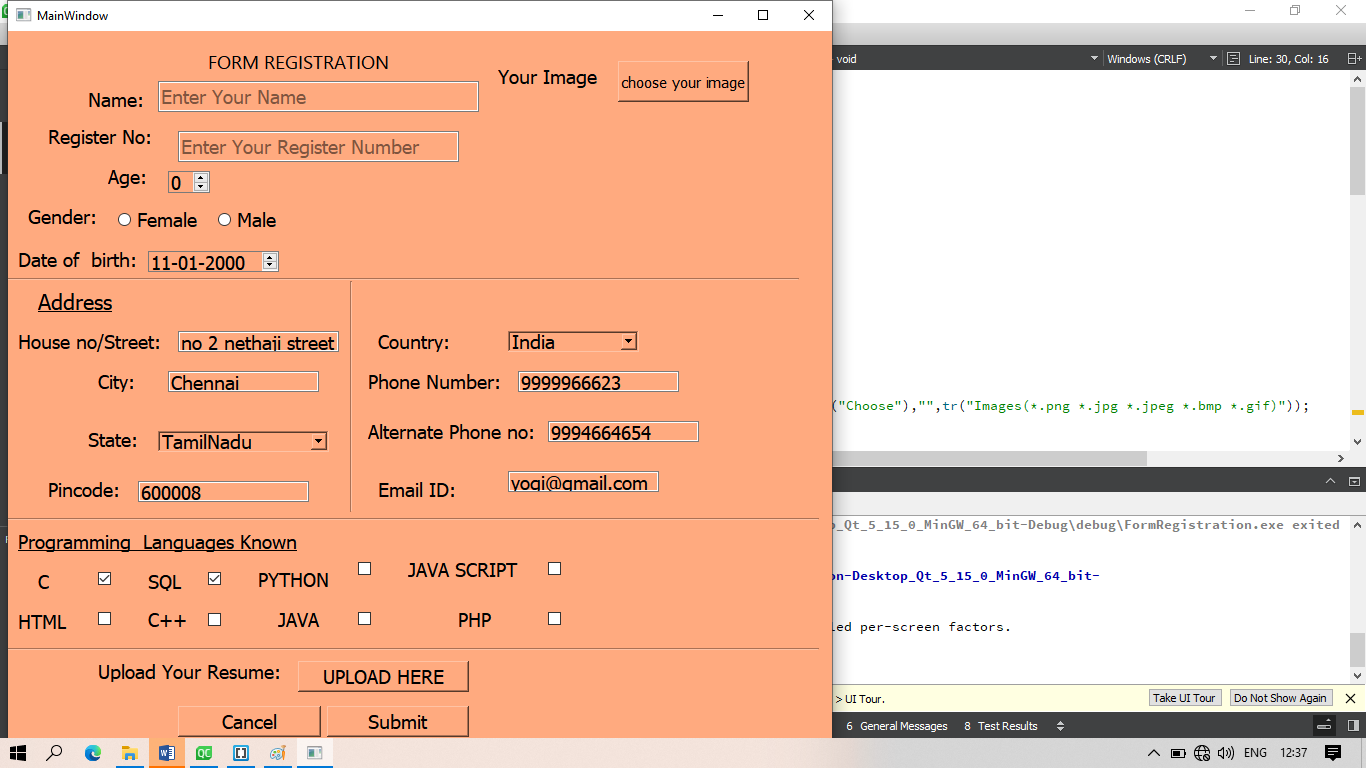 MainWindow
FORM REGISTRATION
Your Image
choose your image
Name:
Enter Your Name
Register No:
Enter Your Register Number
Age:
0
Gender:
Female
Male
Date of  birth:
11-01-2000
Address
House no/Street:
no 2 nethaji street
Country:
India
City:
Chennai
Phone Number:
9999966623
State:
TamilNadu
Alternate Phone no:
9994664654
Pincode:
600008
Email ID:
yogi@gmail.com
Programming  Languages Known
C
SQL
PYTHON
JAVA SCRIPT
HTML
C++
JAVA
PHP
Upload Your Resume:
UPLOAD HERE
Cancel
Submit
void
Windows (CRLF)
Line: 30, Col: 16
("Choose"),"",tr("Images(*.png *.jpg *.jpeg *.bmp *.gif)"));
_Qt_5_15_0_MinGW_64_bit-Debug\debug\FormRegistration.exe exited
on-Desktop_Qt_5_15_0_MinGW_64_bit-
led per-screen factors.
> UI Tour.
Take UI Tour
Do Not Show Again
6 General Messages
8 Test Results
QC
ENG
12:37